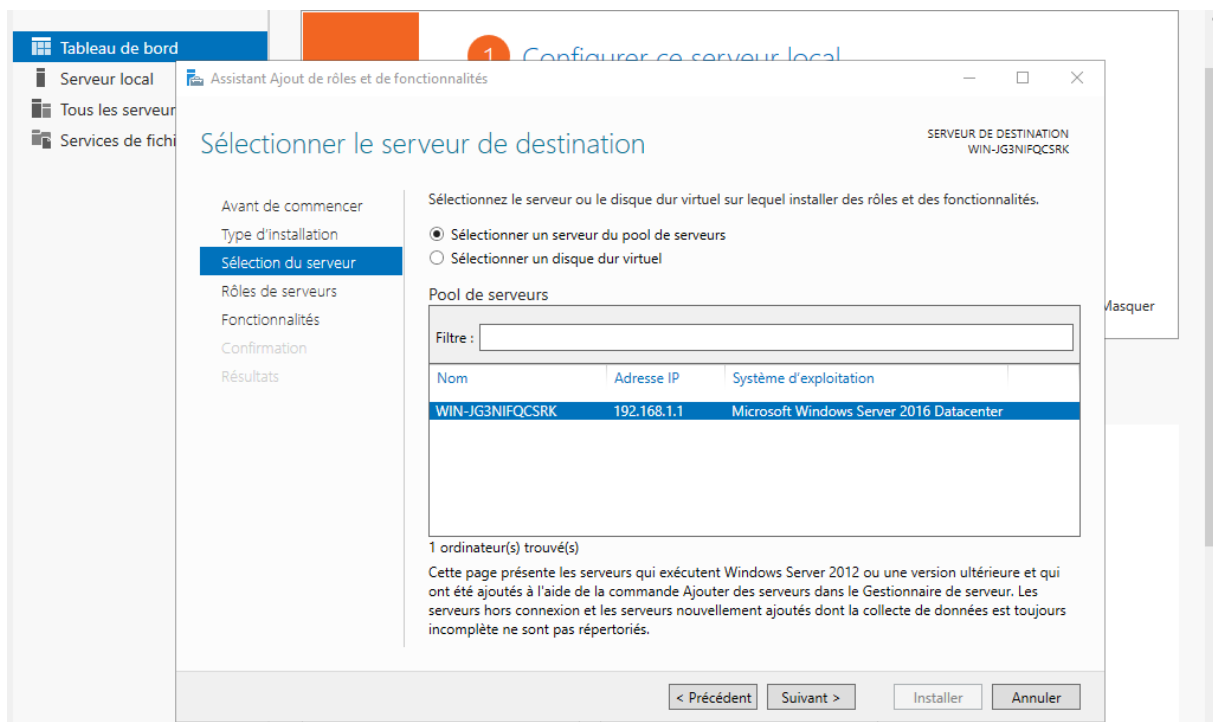 1 Configurer ce serveur local
Tableau de bord
Serveur local
Tous les serveur
Services de fichi
Assistant Ajout de rôles et de fonctionnalités
Sélectionner le serveur de destination
SERVEUR DE DESTINATION
WIN-JG3NIFQCSRK
Avant de commencer
Type d'installation
Sélection du serveur
Rôles de serveurs
Fonctionnalités
Confirmation
Résultats
Sélectionnez le serveur ou le disque dur virtuel sur lequel installer des rôles et des fonctionnalités.
Sélectionner un serveur du pool de serveurs
Sélectionner un disque dur virtuel
Pool de serveurs
Filtre :
Nom Adresse IP Système d'exploitation
WIN-JG3NIFQCSRK 192.168.1.1 Microsoft Windows Server 2016 Datacenter
1 ordinateur(s) trouvé(s)
Cette page présente les serveurs qui exécutent Windows Server 2012 ou une version ultérieure et qui
ont été ajoutés à l'aide de la commande Ajouter des serveurs dans le Gestionnaire de serveur. Les
serveurs hors connexion et les serveurs nouvellement ajoutés dont la collecte de données est toujours
incomplète ne sont pas répertoriés.
< Précédent Suivant > Installer Annuler
Masquer